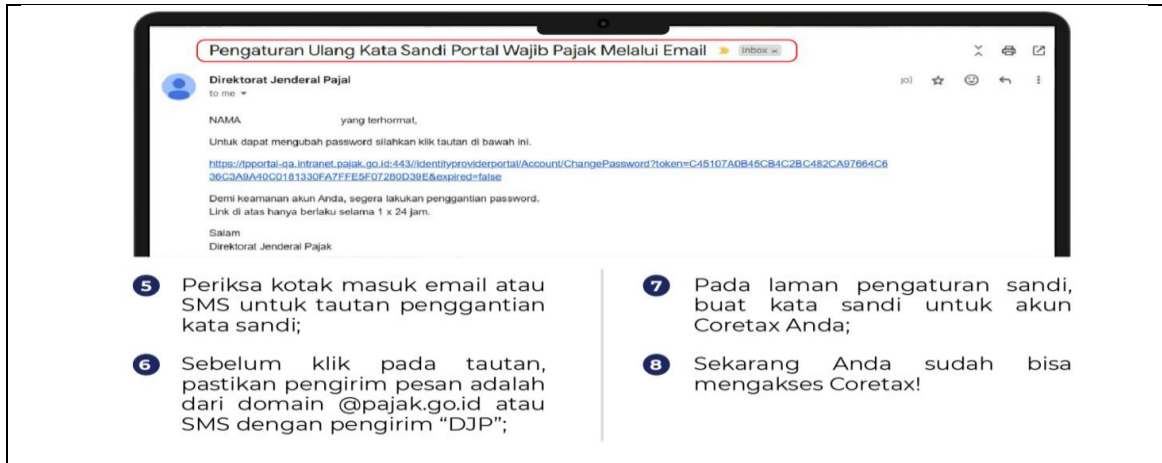 Pengaturan Ulang Kata Sandi Portal Wajib Pajak Melalui Email Inbox ×
Direktorat Jenderal Pajal
to me
NAMA yang terhormat,
Untuk dapat mengubah password silahkan klik tautan di bawah ini.
https://tpportal-qa.intranet.pajak.go.id:443//identityproviderportal/Account/ChangePassword?token=C45107A0B45CB4C2BC482CA97664C6
36C3A9A40C0181330FA7FFE5F07280D39E&expired=false
Demi keamanan akun Anda, segera lakukan penggantian password.
Link di atas hanya berlaku selama 1 x 24 jam.
Salam
Direktorat Jenderal Pajak
5 Periksa kotak masuk email atau
SMS untuk tautan penggantian
kata sandi;
6 Sebelum klik pada tautan,
pastikan pengirim pesan adalah
dari domain @pajak.go.id atau
SMS dengan pengirim “DJP”;
7 Pada laman pengaturan sandi,
buat kata sandi untuk akun
Coretax Anda;
8 Sekarang Anda sudah bisa
mengakses Coretax!